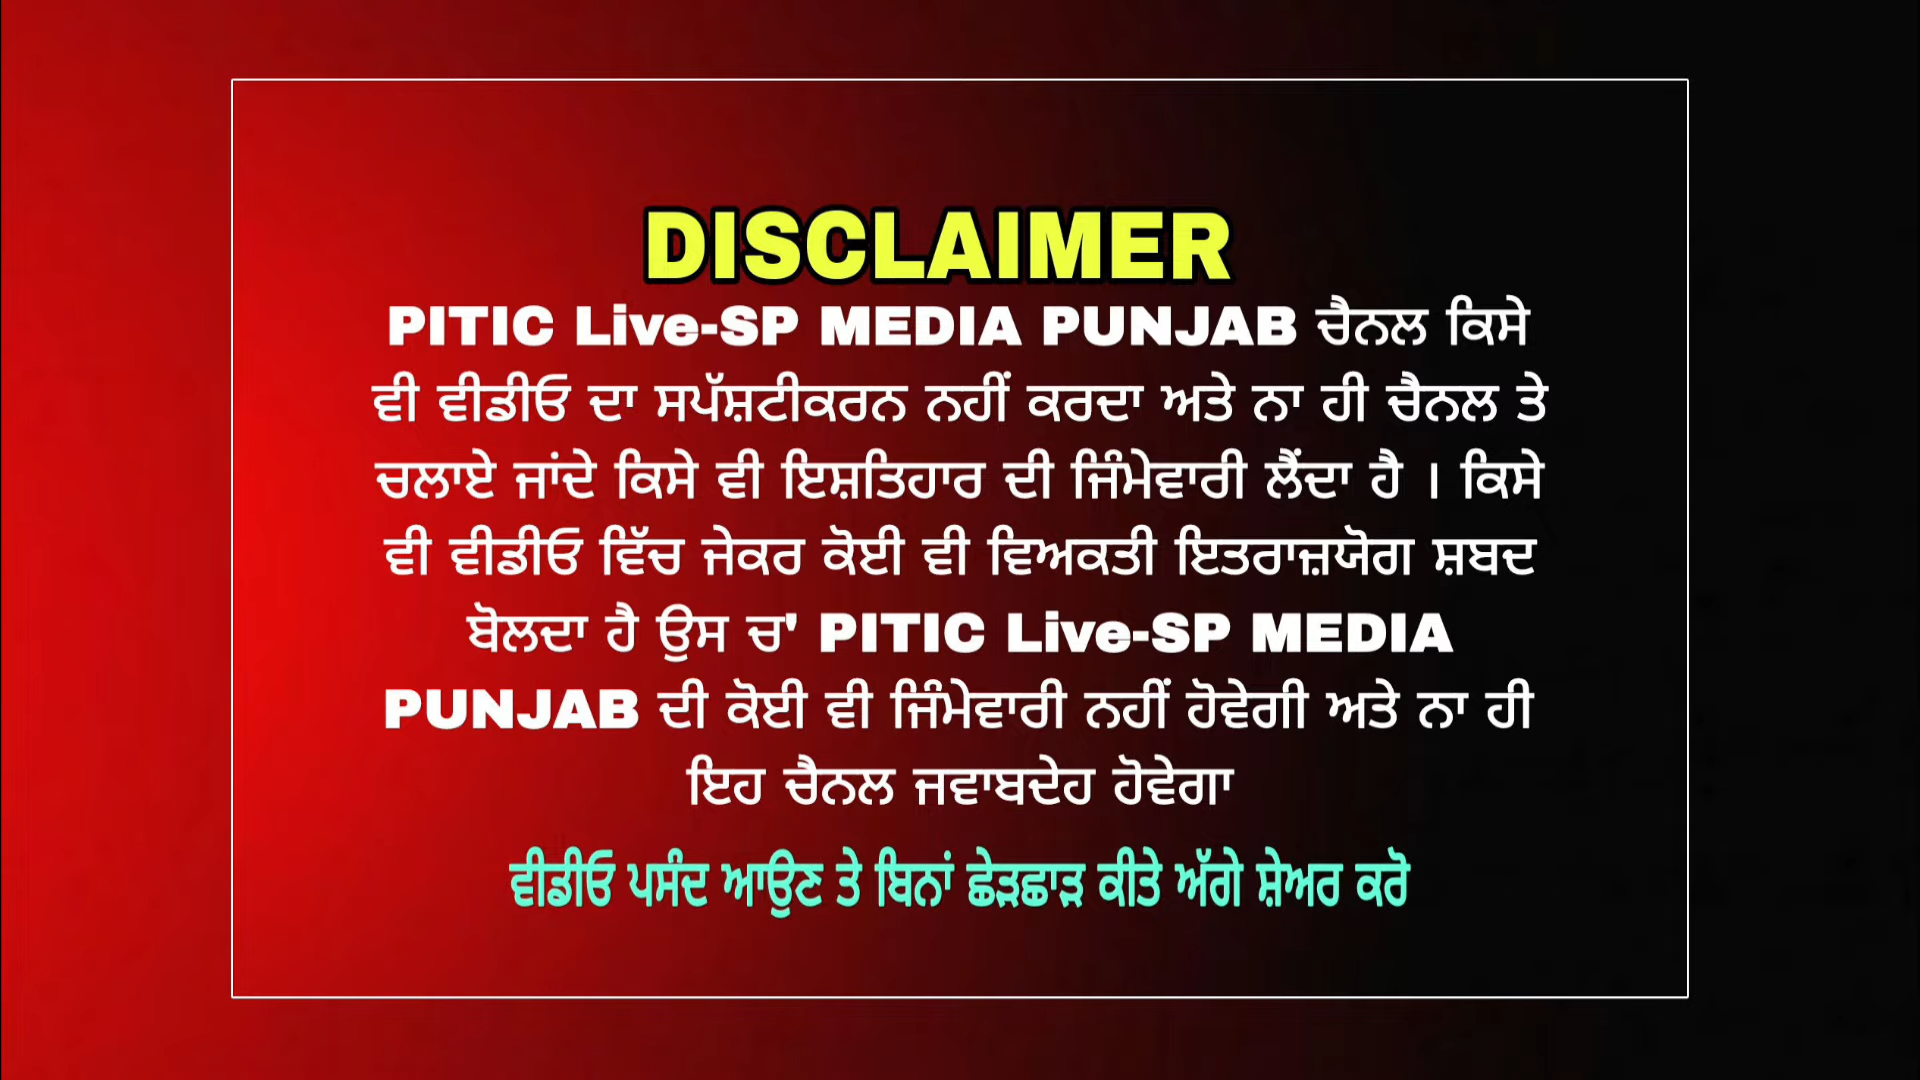 DISCLAIMER
PITIC Live-SP MEDIA PUNJAB ਚੈਨਲ ਕਿਸੇ
ਵੀ ਵੀਡੀਓ ਦਾ ਸਪੱਸ਼ਟੀਕਰਨ ਨਹੀਂ ਕਰਦਾ ਅਤੇ ਨਾ ਹੀ ਚੈਨਲ ਤੇ
ਚਲਾਏ ਜਾਂਦੇ ਕਿਸੇ ਵੀ ਇਸ਼ਤਿਹਾਰ ਦੀ ਜਿੰਮੇਵਾਰੀ ਲੈਂਦਾ ਹੈ । ਕਿਸੇ
ਵੀ ਵੀਡੀਓ ਵਿੱਚ ਜੇਕਰ ਕੋਈ ਵੀ ਵਿਅਕਤੀ ਇਤਰਾਜ਼ਯੋਗ ਸ਼ਬਦ
ਬੋਲਦਾ ਹੈ ਉਸ ਚ' PITIC Live-SP MEDIA
PUNJAB ਦੀ ਕੋਈ ਵੀ ਜਿੰਮੇਵਾਰੀ ਨਹੀਂ ਹੋਵੇਗੀ ਅਤੇ ਨਾ ਹੀ
ਇਹ ਚੈਨਲ ਜਵਾਬਦੇਹ ਹੋਵੇਗਾ
ਵੀਡੀਓ ਪਸੰਦ ਆਉਣ ਤੇ ਬਿਨਾਂ ਛੇੜਛਾੜ ਕੀਤੇ ਅੱਗੇ ਸ਼ੇਅਰ ਕਰੋ